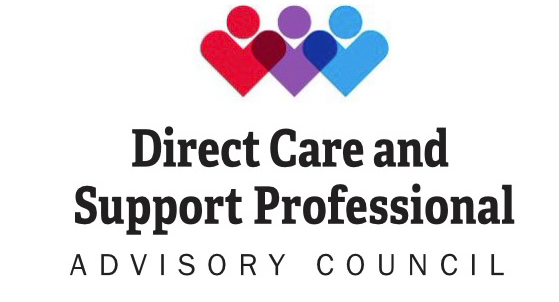 Direct Care and
Support Professional
ADVISORY COUNCIL